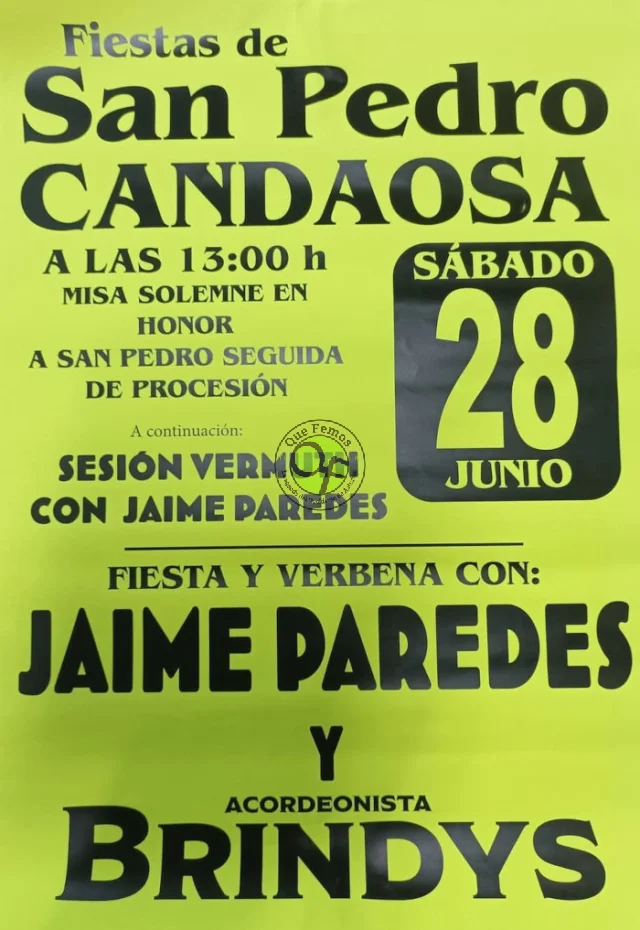 Fiestas de
San Pedro
CANDAOSA
A LAS 13:00 h
MISA SOLEMNE EN
HONOR
A SAN PEDRO SEGUIDA
DE PROCESIÓN
SÁBADO
28
JUNIO
A continuación:
SESIÓN VERMUTH
CON JAIME PAREDES
Que Femos
FIESTA Y VERBENA CON:
JAIME PAREDES
Y
ACORDEONISTA
BRINDYS